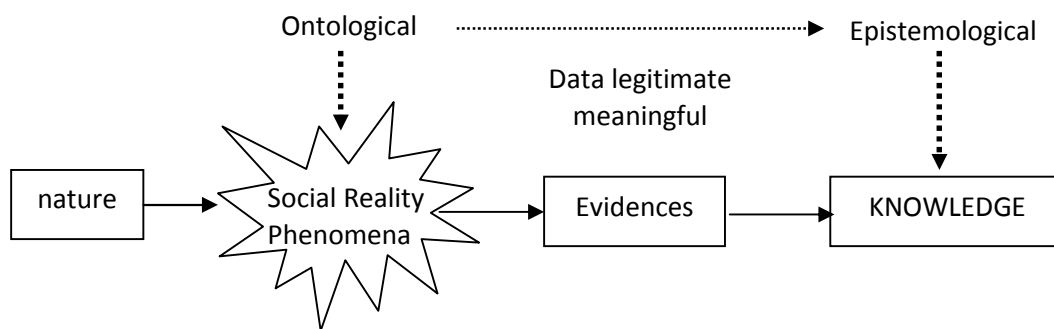 Ontological
Epistemological
Data legitimate
meaningful
nature
Social Reality
Phenomena
Evidences
KNOWLEDGE